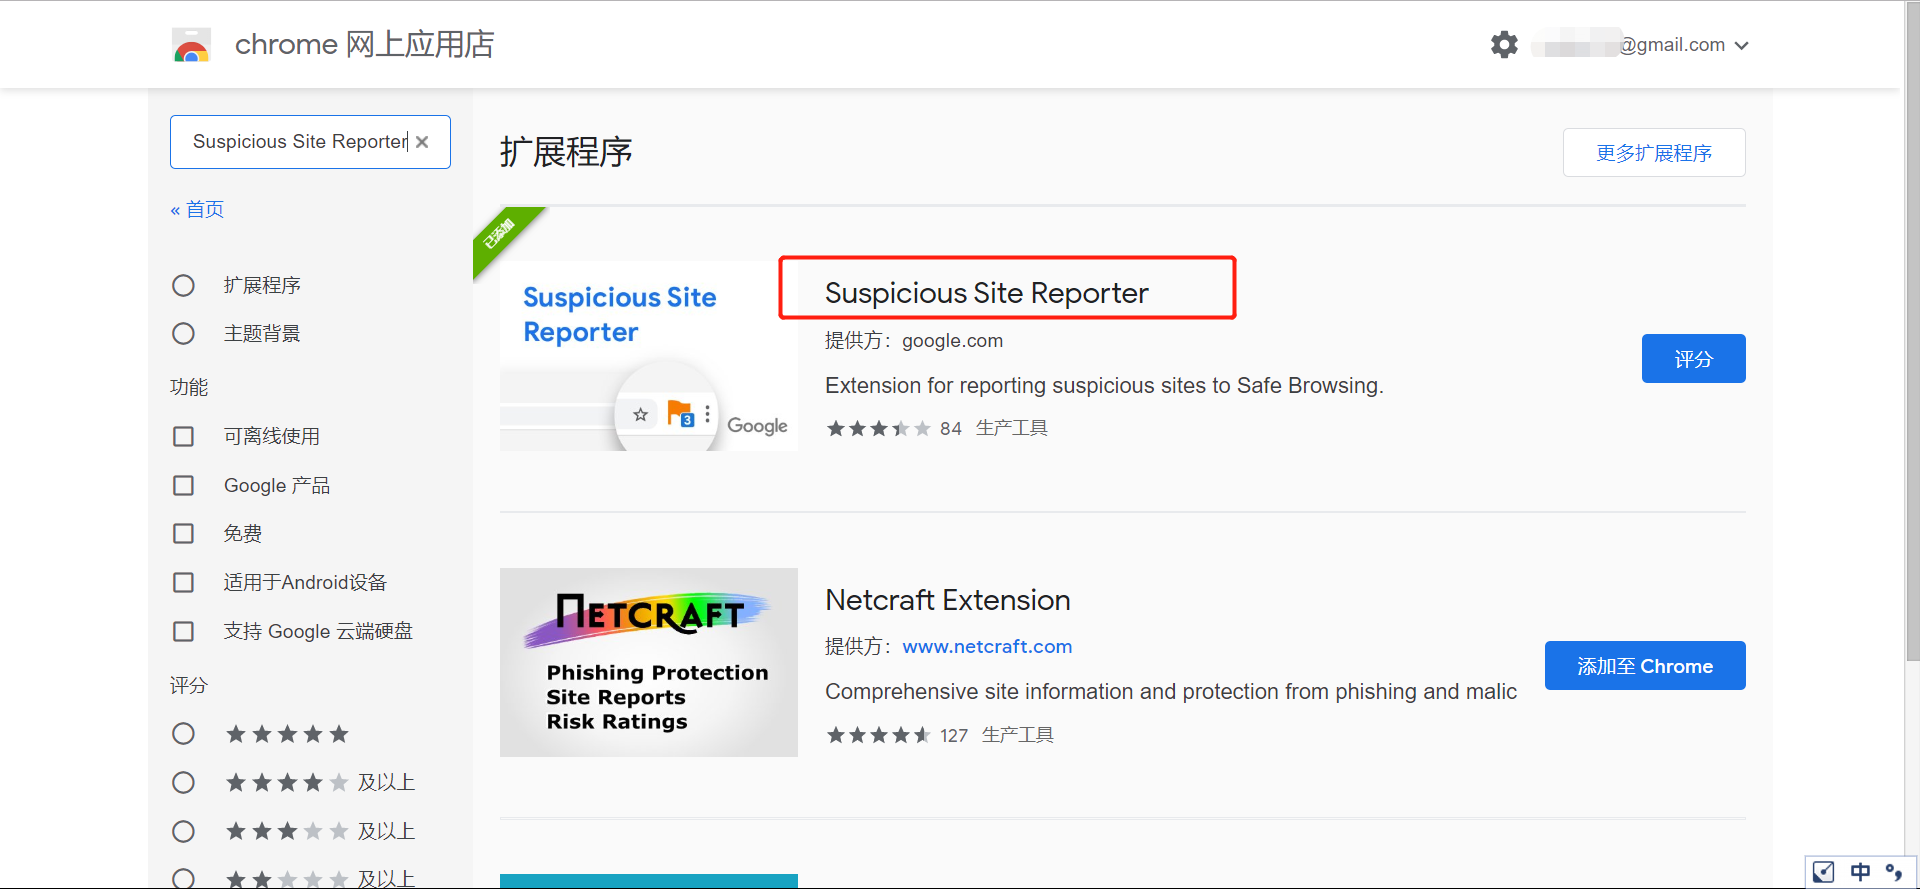 chrome 网上应用店
@gmail.com
Suspicious Site Reporter
« 首页
扩展程序
主题背景
功能
可离线使用
Google 产品
免费
适用于Android设备
支持 Google 云端硬盘
评分
及以上
及以上
及以上
扩展程序
更多扩展程序
已添加
Suspicious Site
Reporter
3
Google
Suspicious Site Reporter
提供方: google.com
Extension for reporting suspicious sites to Safe Browsing.
84 生产工具
评分
NETCRAFT
Phishing Protection
Site Reports
Risk Ratings
Netcraft Extension
提供方: www.netcraft.com
Comprehensive site information and protection from phishing and malic
127 生产工具
添加至 Chrome
中